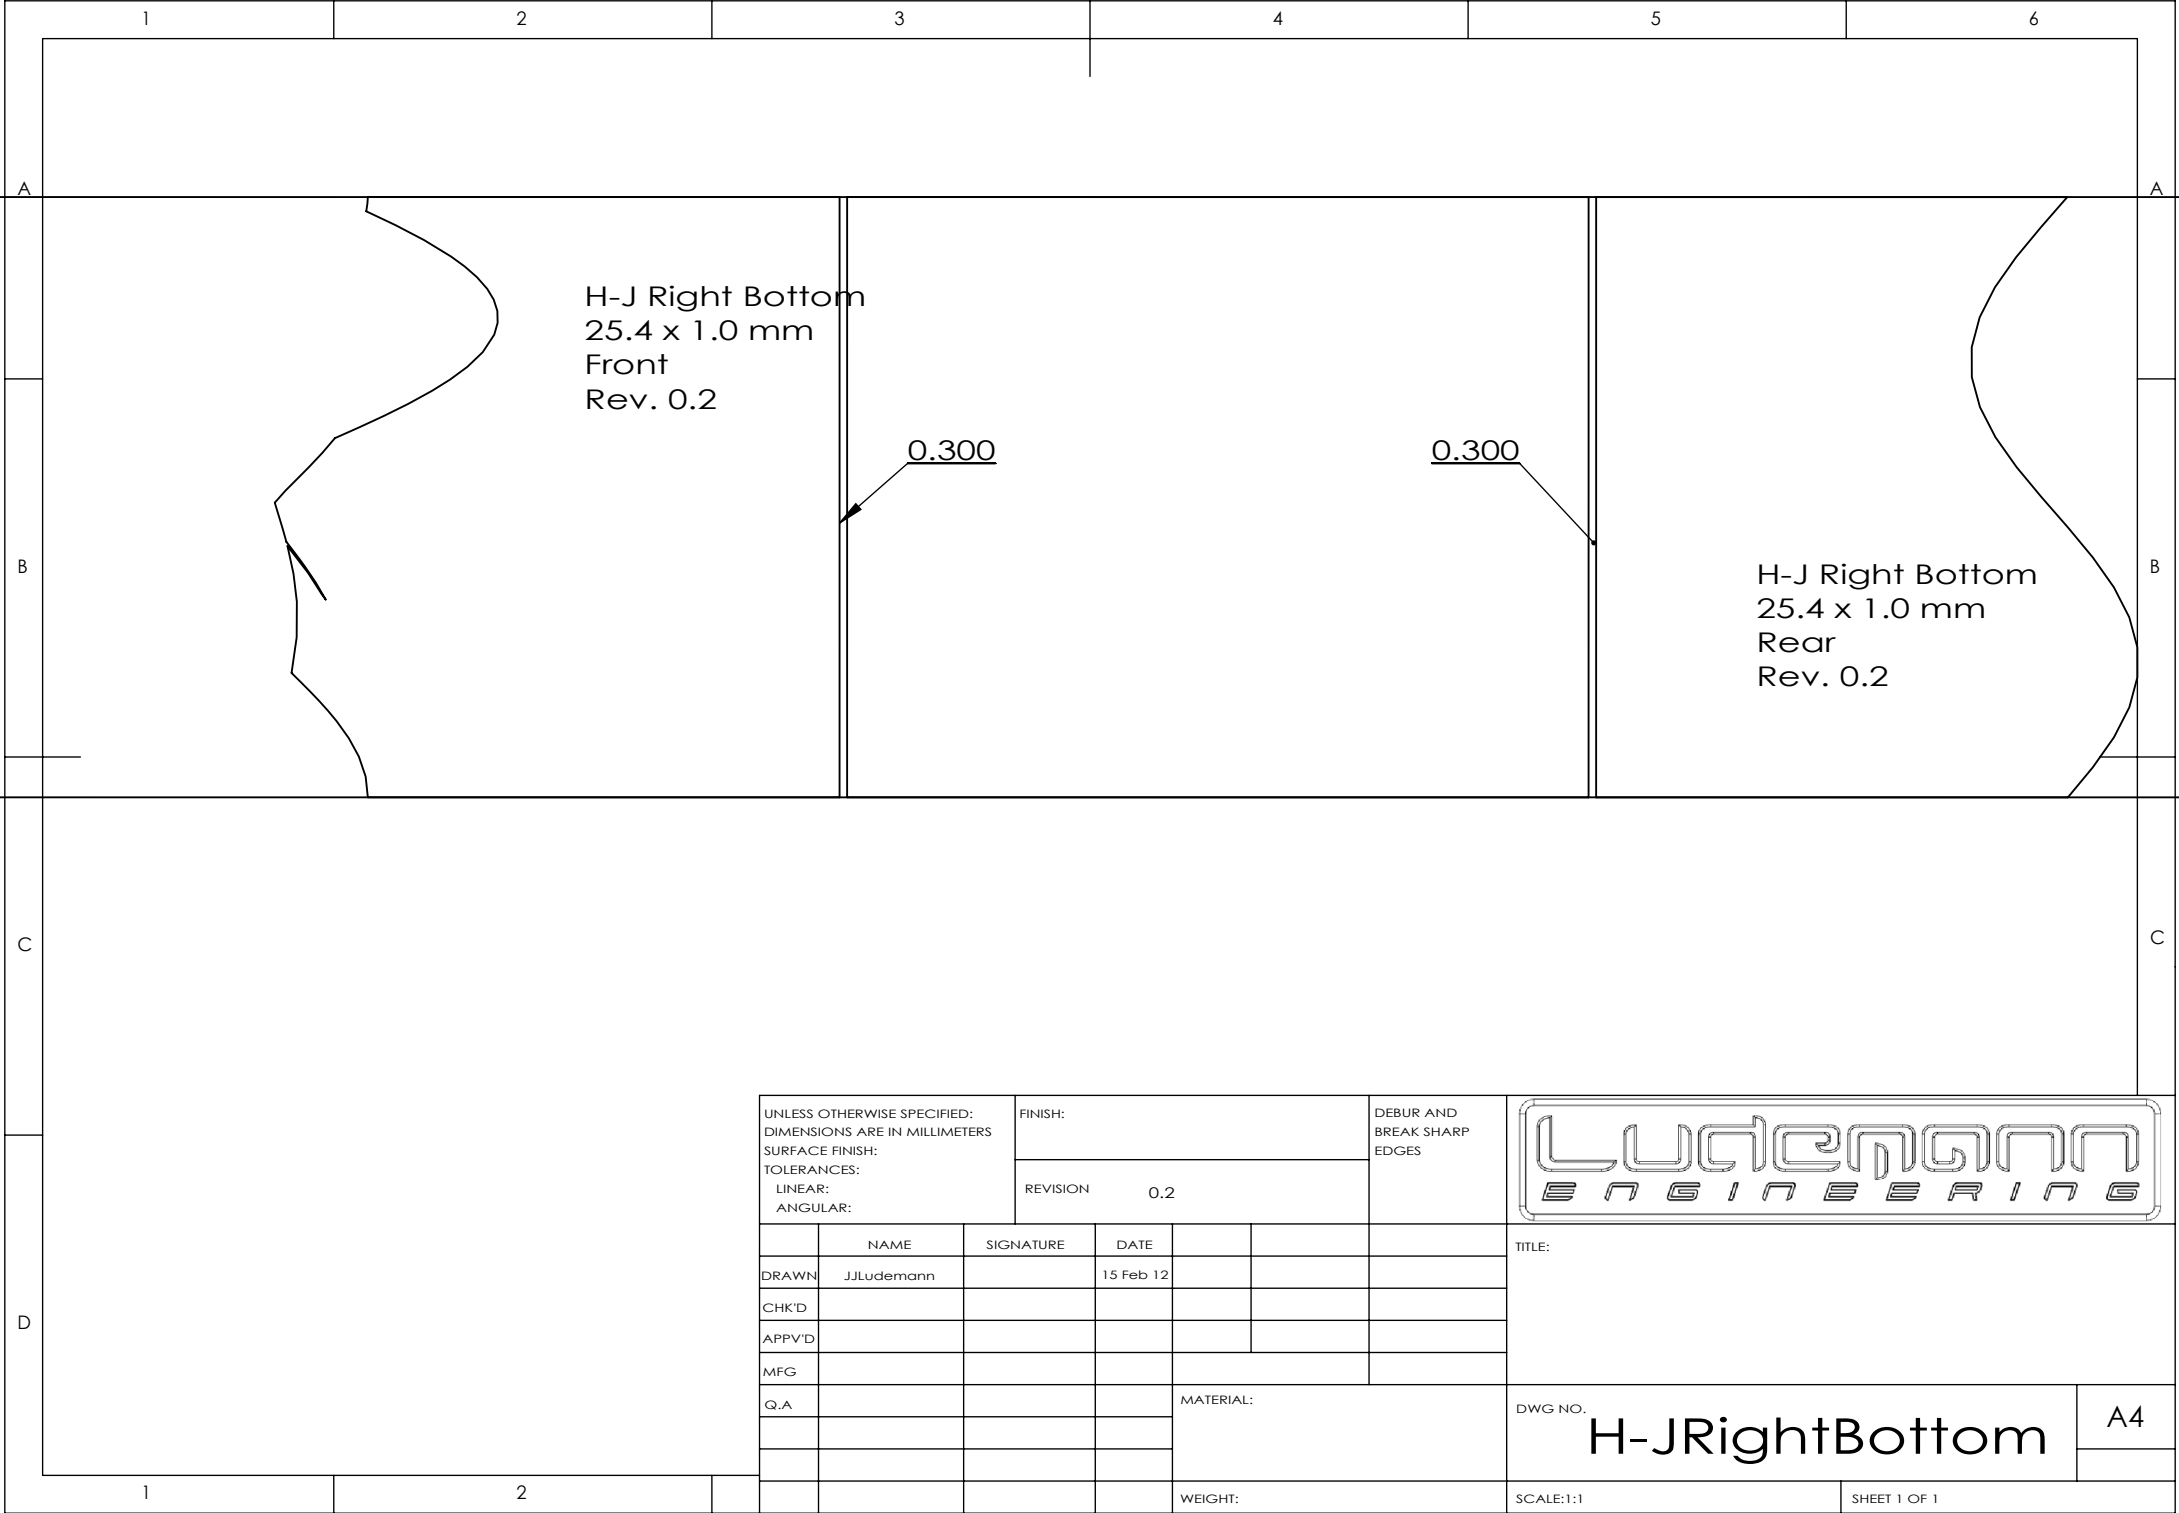 1 2 3 4 5 6
A A
H-J Right Bottom
25.4 x 1.0 mm
Front
Rev. 0.2
0.300 0.300
B B
H-J Right Bottom
25.4 x 1.0 mm
Rear
Rev. 0.2
C C
UNLESS OTHERWISE SPECIFIED:
DIMENSIONS ARE IN MILLIMETERS
SURFACE FINISH:
TOLERANCES:
LINEAR:
ANGULAR:
FINISH:
REVISION 0.2
DEBUR AND
BREAK SHARP
EDGES
Ludemann
ENGINEERING
NAME SIGNATURE DATE
DRAWN JJLudemann 15 Feb 12
CHK'D
APPV'D
MFG
Q.A
TITLE:
D
MATERIAL:
DWG NO.
H-JRightBottom
A4
WEIGHT:
SCALE:1:1
SHEET 1 OF 1
1 2